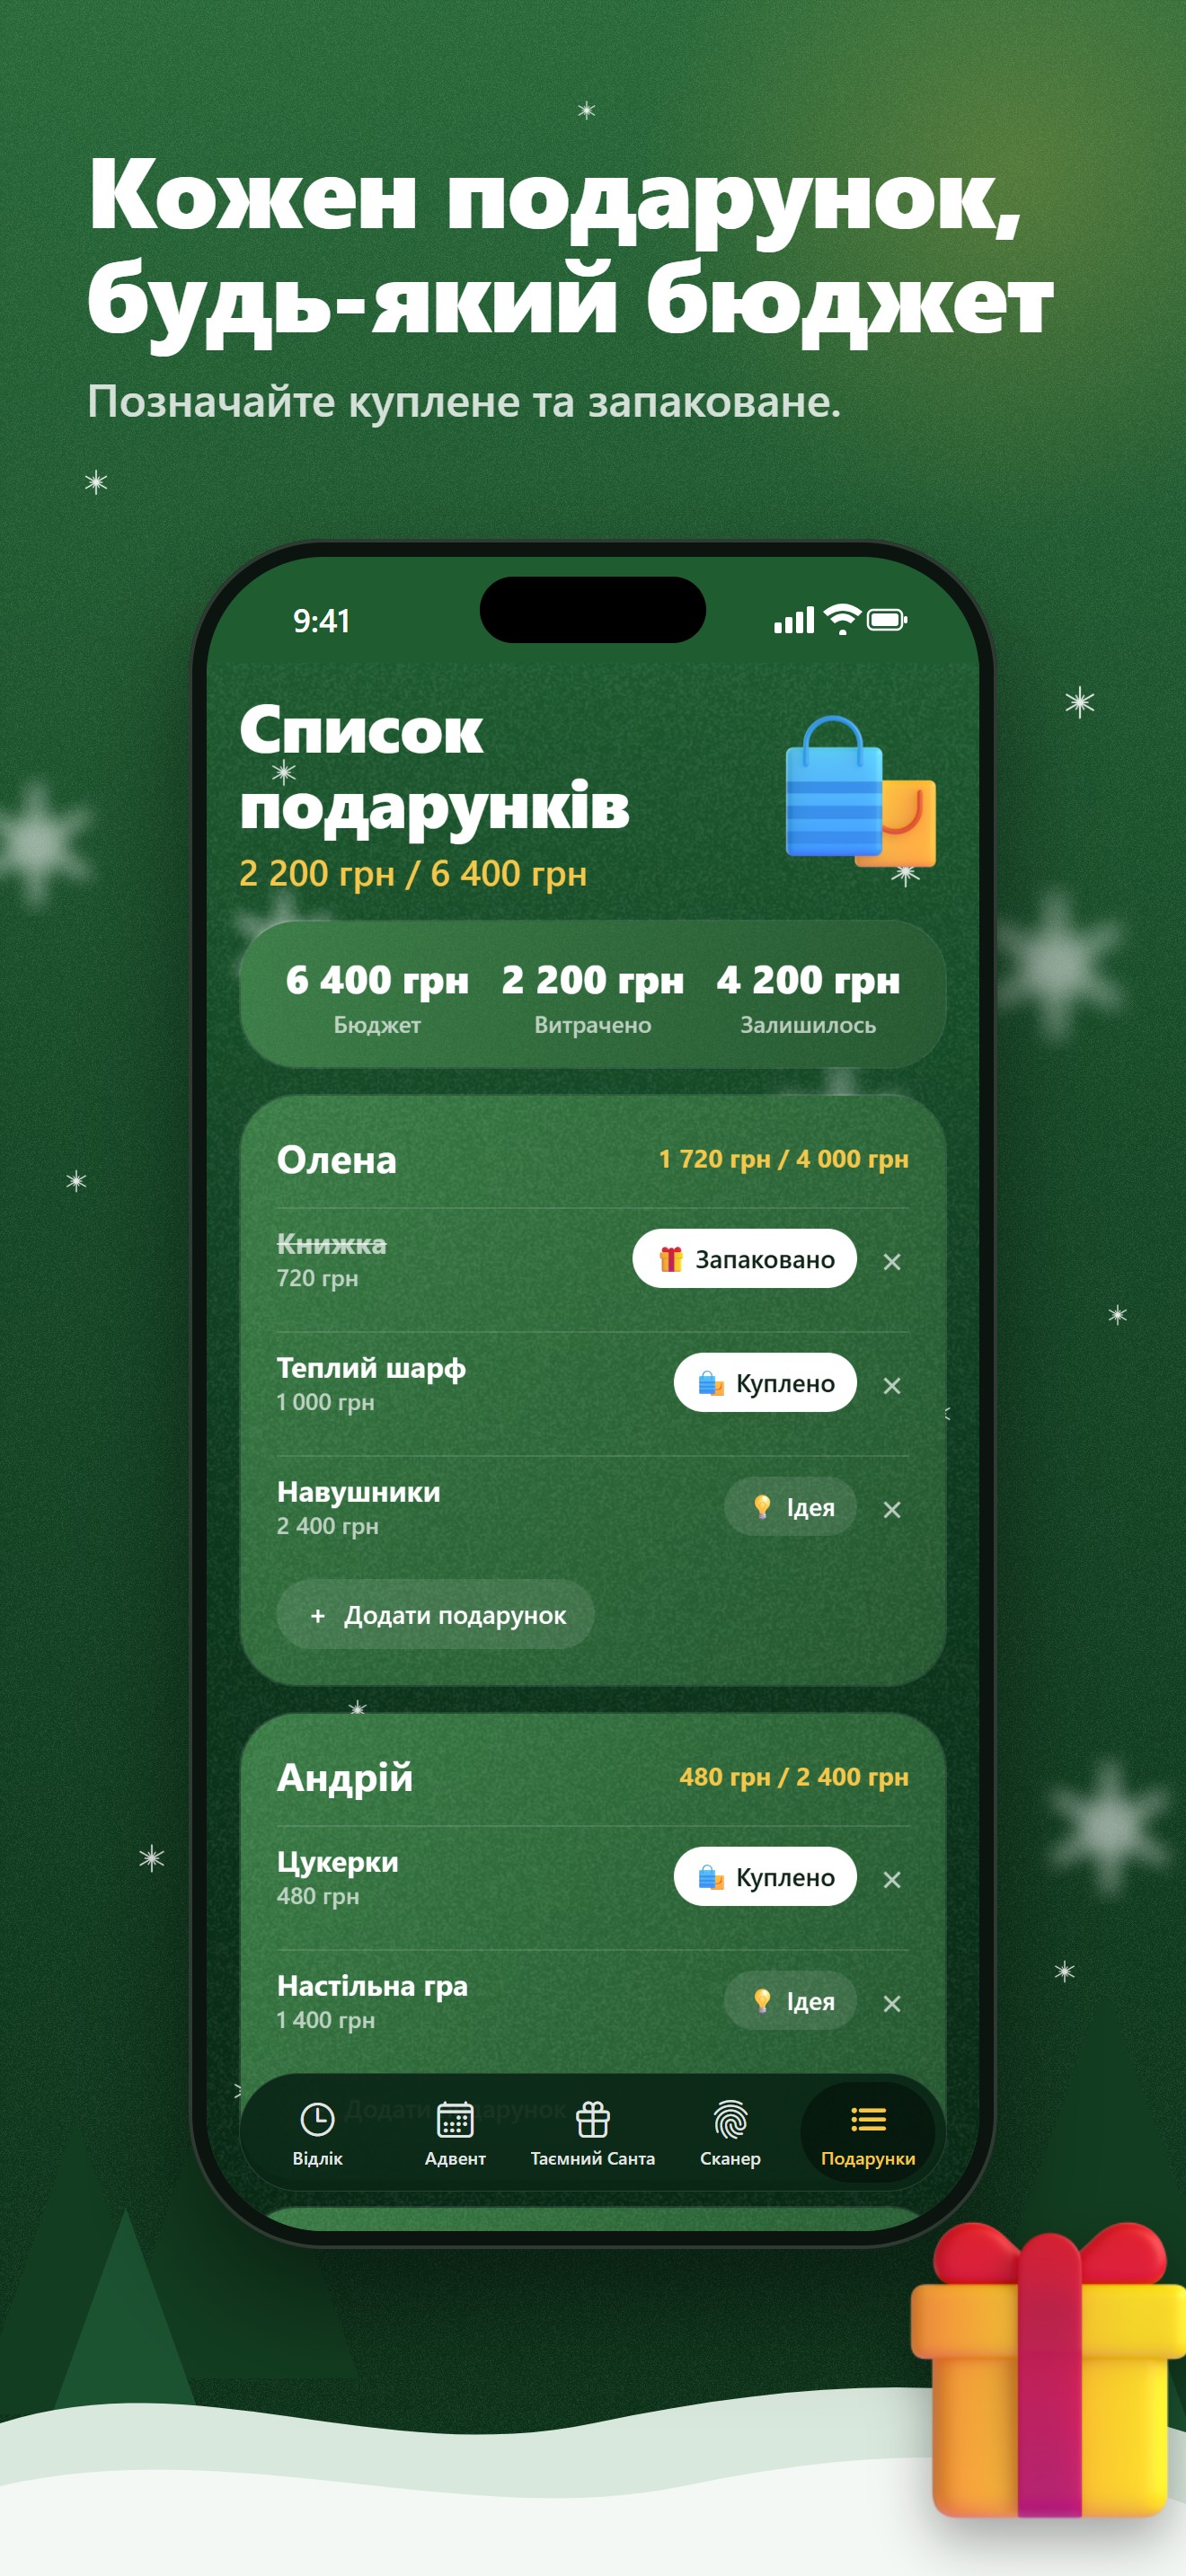 Кожен подарунок,
будь-який бюджет
Позначайте куплене та запаковане.
9:41
Список
подарунків
2 200 грн / 6 400 грн
6 400 грн 2 200 грн 4 200 грн
Бюджет Витрачено Залишилось
Олена 1 720 грн / 4 000 грн
Книжка
720 грн
Запаковано ×
Теплий шарф
1 000 грн
Куплено ×
Навушники
2 400 грн
Ідея ×
+ Додати подарунок
Андрій 480 грн / 2 400 грн
Цукерки
480 грн
Куплено ×
Настільна гра
1 400 грн
Ідея ×
Додати подарунок
Відлік Адвент Таємний Санта Сканер Подарунки